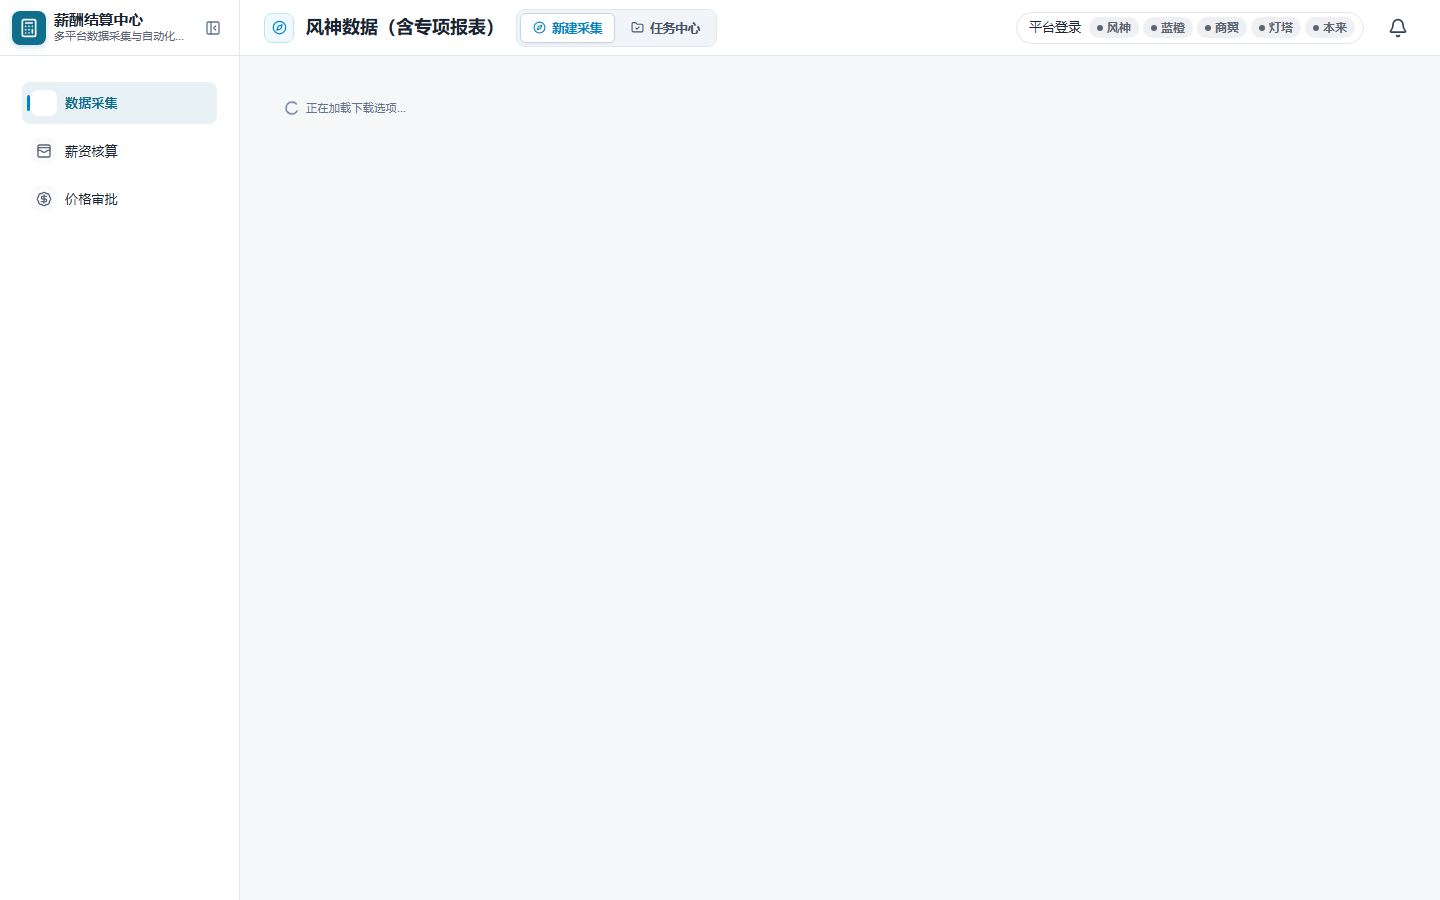 薪酬结算中心
多平台数据采集与自动化...
风神数据（含专项报表）
新建采集
任务中心
平台登录
风神
蓝橙
商翼
灯塔
本来
数据采集
薪资核算
价格审批
正在加载下载选项...